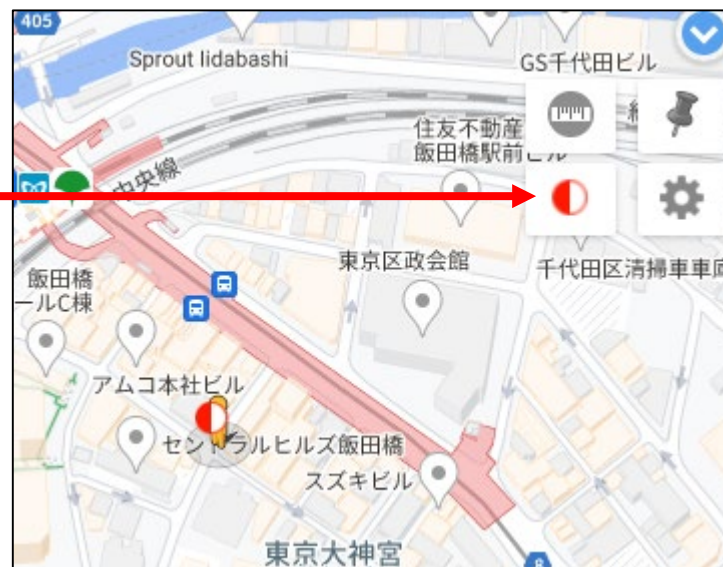 405
Sprout Iidabashi
GS千代田ビル
住友不動産
飯田橋駅前ビル
中央線
飯田橋
ールC棟
東京区政会館
千代田区清掃車車庫
アムコ本社ビル
セントラルヒルズ飯田橋
スズキビル
東京大神宮
8